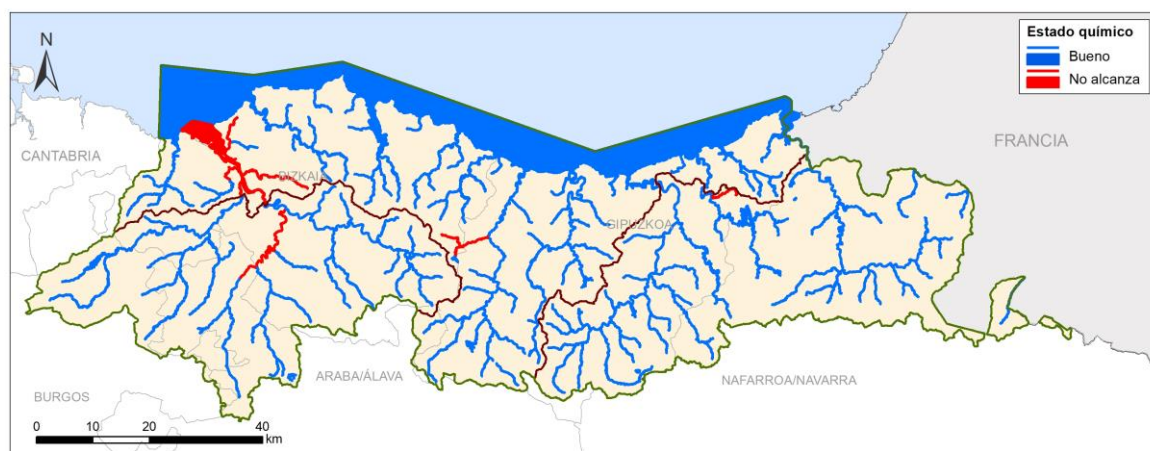 N
Estado químico
Bueno
No alcanza
FRANCIA
CANTABRIA
BIZKAIA
GIPUZKOA
ARABA/ÁLAVA
NAFARROA/NAVARRA
BURGOS
0 10 20 40
km